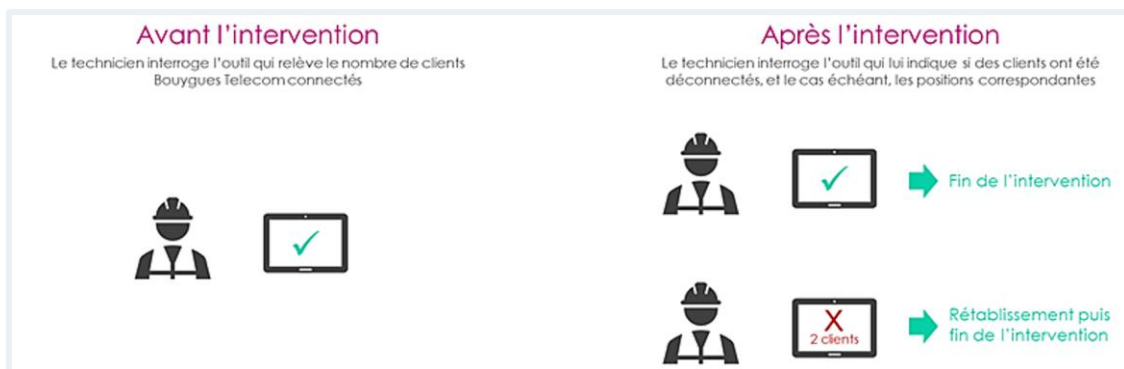 Avant l'intervention
Le technicien interroge l'outil qui relève le nombre de clients
Bouygues Telecom connectés
Après l'intervention
Le technicien interroge l'outil qui lui indique si des clients ont été
déconnectés, et le cas échéant, les positions correspondantes
Fin de l'intervention
X
2 clients
Rétablissement puis
fin de l'intervention